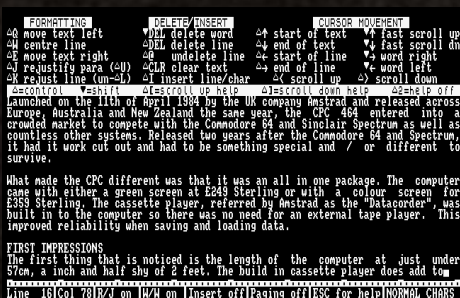 FORMATTING DELETE/INSERT CURSOR MOVEMENT
△Q move text left ▼DEL delete word △↑ start of text ▼↑ fast scroll up
△W centre line △DEL delete line △↓ end of text ▼↓ fast scroll dn
△E move text right △@ undelete line △← start of line ▼→ word right
△J rejustify para (△U) △CLR clear text △→ end of line ▼← word left
△K rejust line (un-△L) △I insert line/char △( scroll up △) scroll down
△=control ▼=shift △[=scroll up help △]=scroll down help △2=help off
Launched on the 11th of April 1984 by the UK company Amstrad and released across
Europe, Australia and New Zealand the same year, the CPC 464 entered into a
crowded market to compete with the Commodore 64 and Sinclair Spectrum as well as
countless other systems. Released two years after the Commodore 64 and Spectrum,
it had it work cut out and had to be something special and / or different to
survive.
What made the CPC different was that it was an all in one package. The computer
came with either a green screen at £249 Sterling or with a colour screen for
£359 Sterling. The cassette player, referred by Amstrad as the "Datacorder", was
built in to the computer so there was no need for an external tape player. This
improved reliability when saving and loading data.
FIRST IMPRESSIONS
The first thing that is noticed is the length of the computer at just under
57cm, a inch and half shy of 2 feet. The build in cassette player does add to
Line 16|Col 78|R/J on |W/W on |Insert off|Paging off|ESC for help|NORMAL CHARS